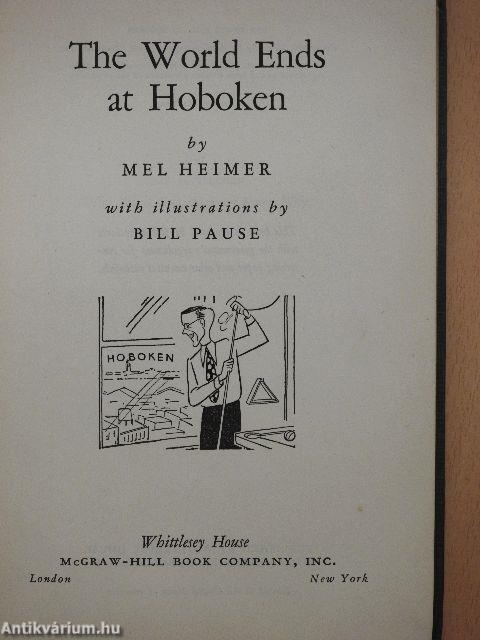 The World Ends
at Hoboken
by
MEL HEIMER
with illustrations by
BILL PAUSE
HOBOKEN
Whittlesey House
McGRAW-HILL BOOK COMPANY, INC.
London New York
Antikvárium.hu